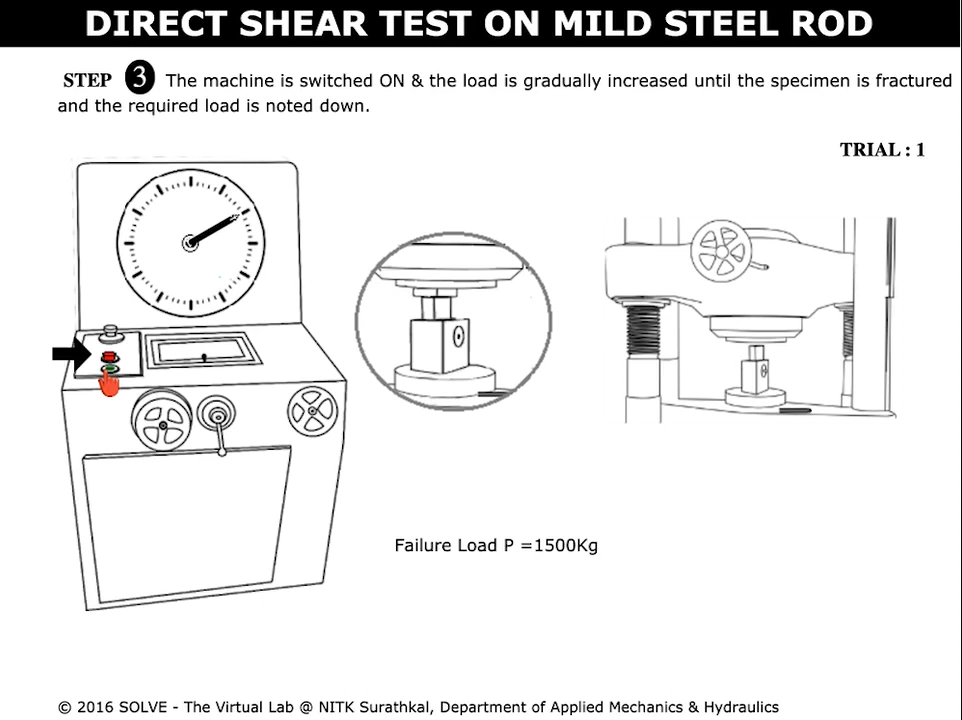 DIRECT SHEAR TEST ON MILD STEEL ROD
STEP 3 The machine is switched ON & the load is gradually increased until the specimen is fractured
and the required load is noted down.
TRIAL : 1
Failure Load P =1500Kg
© 2016 SOLVE - The Virtual Lab @ NITK Surathkal, Department of Applied Mechanics & Hydraulics